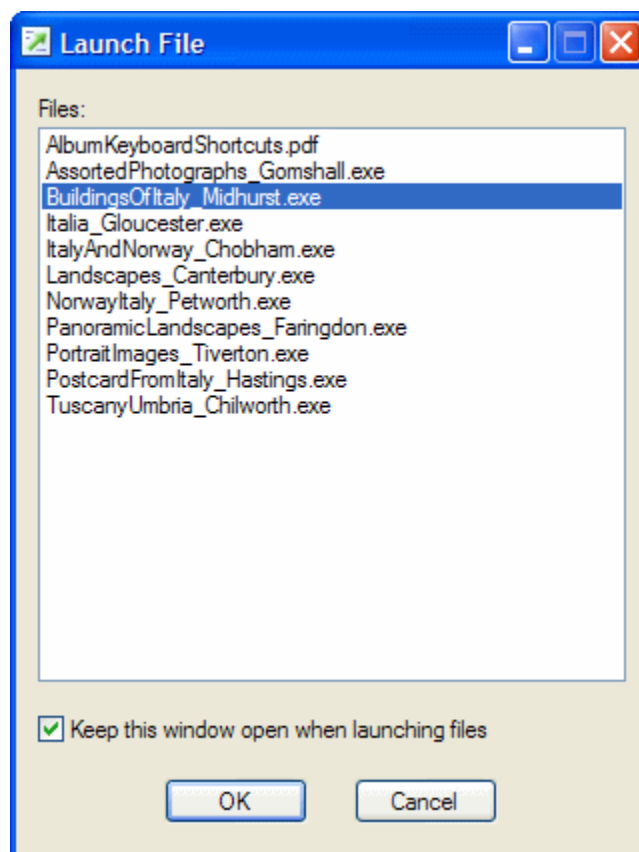 Launch File
Files:
AlbumKeyboardShortcuts.pdf
AssortedPhotographs_Gomshall.exe
BuildingsOfItaly_Midhurst.exe
Italia_Gloucester.exe
ItalyAndNorway_Chobham.exe
Landscapes_Canterbury.exe
NorwayItaly_Petworth.exe
PanoramicLandscapes_Faringdon.exe
PortraitImages_Tiverton.exe
PostcardFromItaly_Hastings.exe
TuscanyUmbria_Chilworth.exe
Keep this window open when launching files
OK Cancel